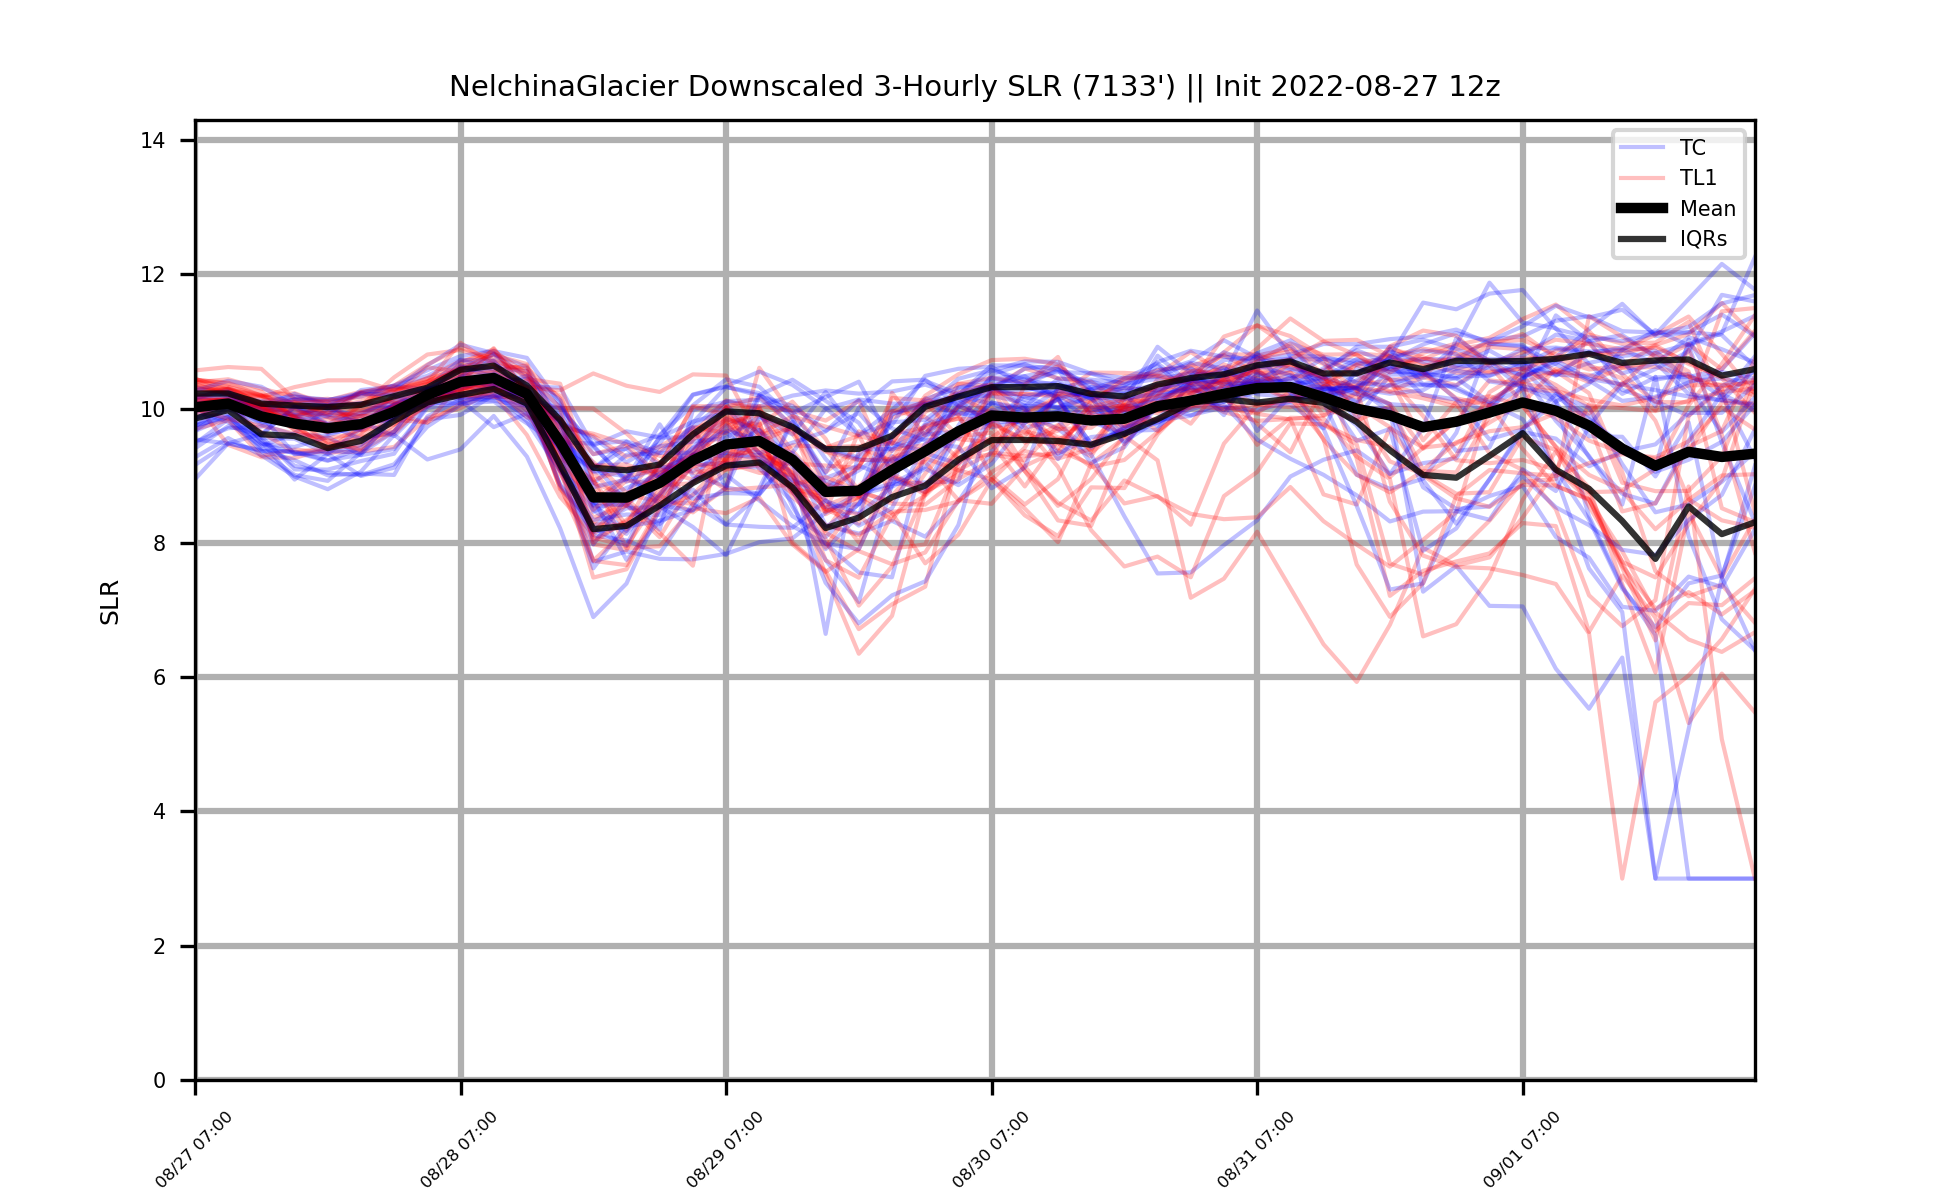 NelchinaGlacier Downscaled 3-Hourly SLR (7133') || Init 2022-08-27 12z
TC
TL1
Mean
IQRs
SLR
14
12
10
8
6
4
2
0
08/27 07:00
08/28 07:00
08/29 07:00
08/30 07:00
08/31 07:00
09/01 07:00